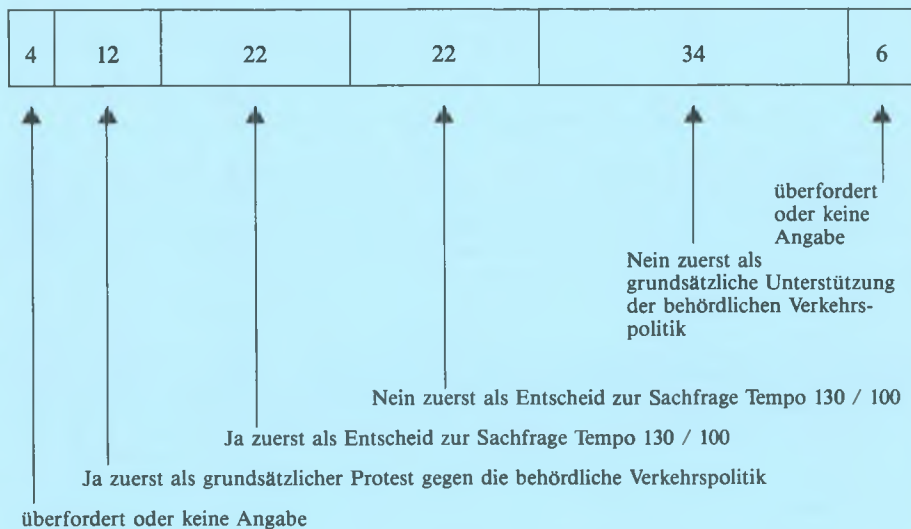 4 12 22 22 34 6
überfordert
oder keine
Angabe
Nein zuerst als
grundsätzliche Unterstützung
der behördlichen Verkehrs-
politik
Nein zuerst als Entscheid zur Sachfrage Tempo 130 / 100
Ja zuerst als Entscheid zur Sachfrage Tempo 130 / 100
Ja zuerst als grundsätzlicher Protest gegen die behördliche Verkehrspolitik
überfordert oder keine Angabe